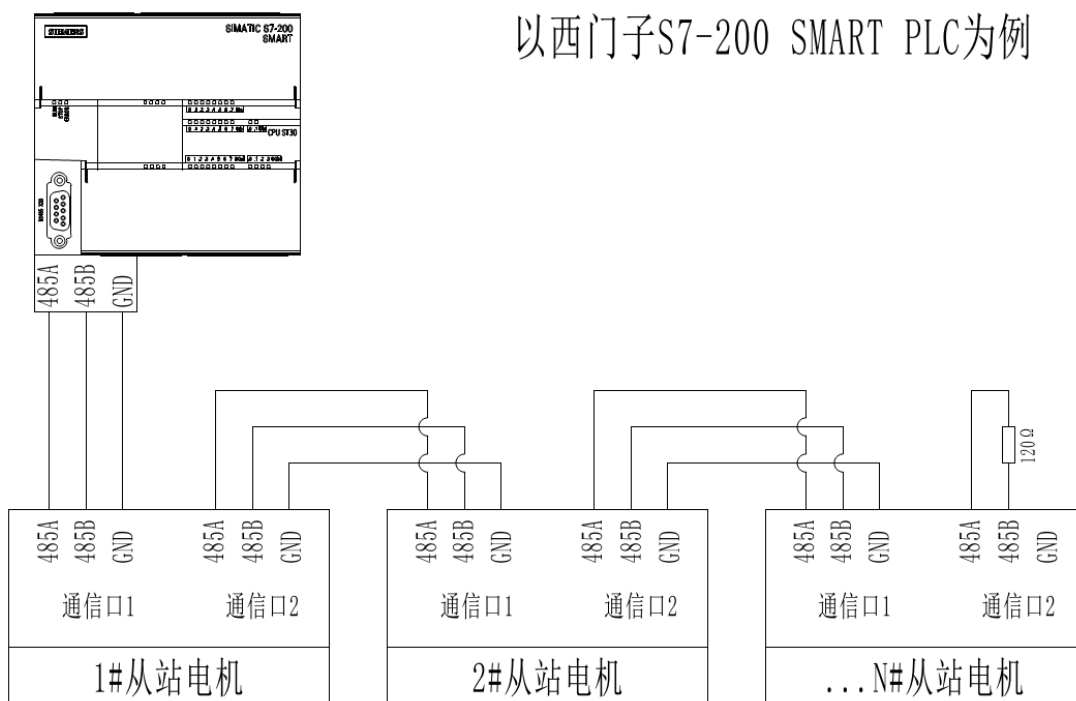 以西门子S7-200 SMART PLC为例
SIEMENS
SIMATIC S7-200
SMART
CPU ST30
485A 485B GND
120Ω
485A 485B GND 485A 485B GND
通信口1 通信口2
1#从站电机
485A 485B GND 485A 485B GND
通信口1 通信口2
2#从站电机
485A 485B GND 485A 485B GND
通信口1 通信口2
...N#从站电机